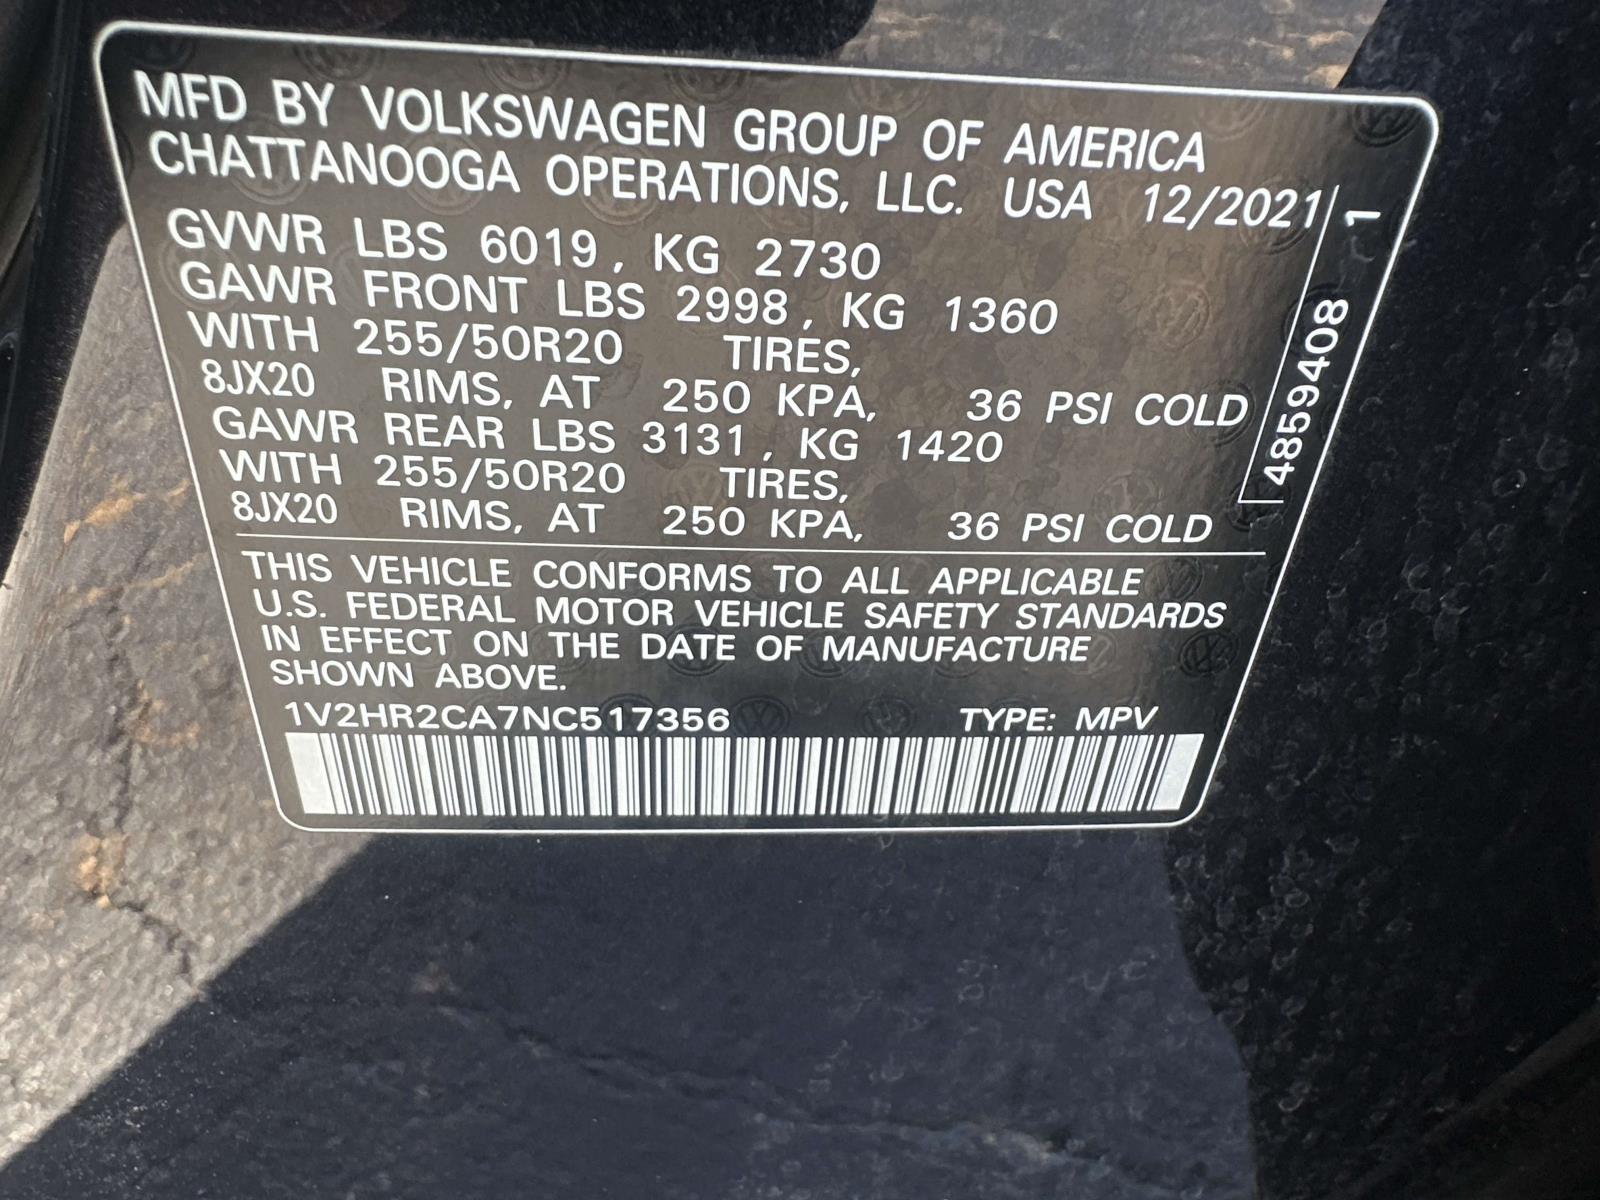 MFD BY VOLKSWAGEN GROUP OF AMERICA
CHATTANOOGA OPERATIONS, LLC. USA 12/2021
GVWR LBS 6019, KG 2730
GAWR FRONT LBS 2998, KG 1360
WITH 255/50R20 TIRES,
8JX20 RIMS, AT 250 KPA, 36 PSI COLD
GAWR REAR LBS 3131, KG 1420
WITH 255/50R20 TIRES,
8JX20 RIMS, AT 250 KPA, 36 PSI COLD
4859408 1
THIS VEHICLE CONFORMS TO ALL APPLICABLE
U.S. FEDERAL MOTOR VEHICLE SAFETY STANDARDS
IN EFFECT ON THE DATE OF MANUFACTURE
SHOWN ABOVE.
1V2HR2CA7NC517356 TYPE: MPV